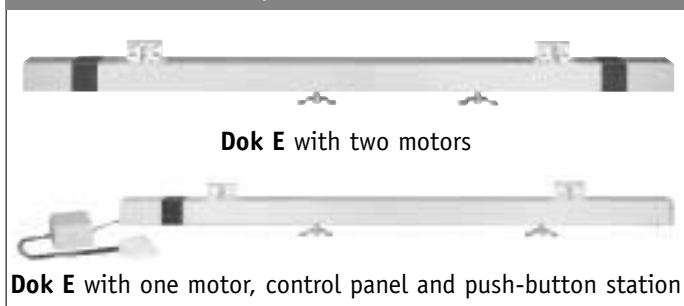 Dok E with two motors
Dok E with one motor, control panel and push-button station